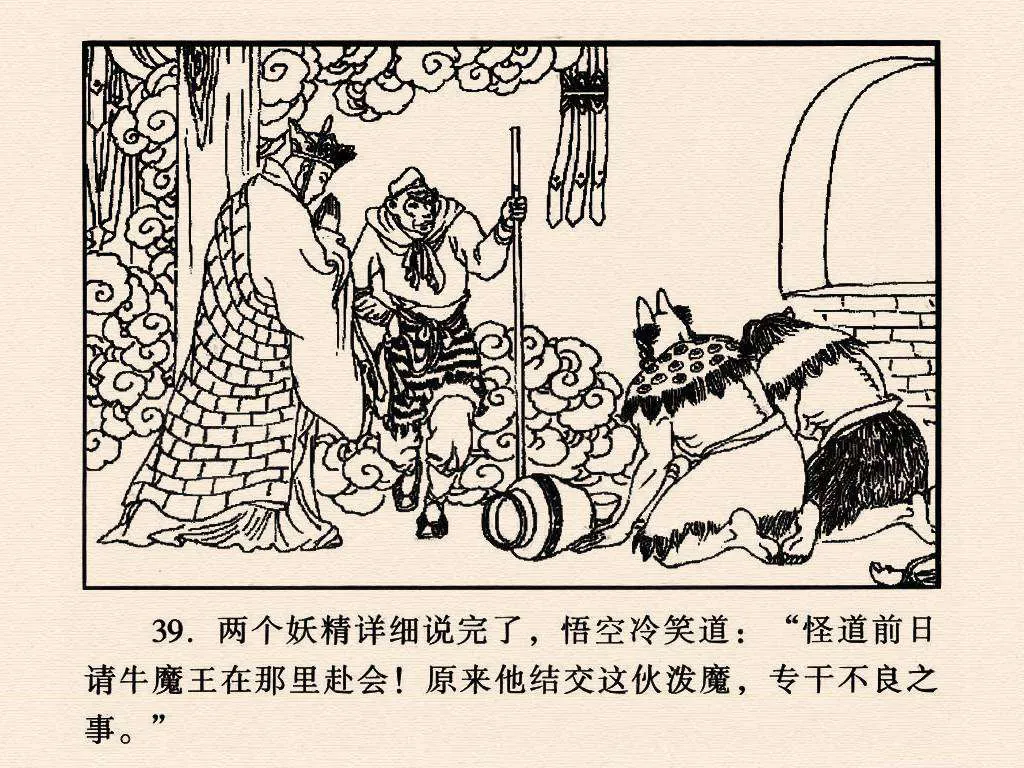 39. 两个妖精详细说完了，悟空冷笑道：“怪道前日
请牛魔王在那里赴会！原来他结交这伙泼魔，专干不良之
事。”